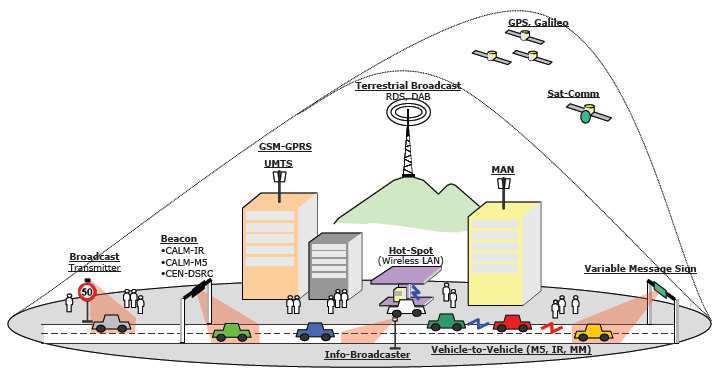 GPS, Galileo
Terrestrial Broadcast
RDS, DAB
Sat-Comm
GSM-GPRS
UMTS
MAN
Beacon
•CALM-IR
•CALM-M5
•CEN-DSRC
Hot-Spot
(Wireless LAN)
Broadcast
Transmitter
Variable Message Sign
50
Info-Broadcaster
Vehicle-to-Vehicle (M5, IR, MM)